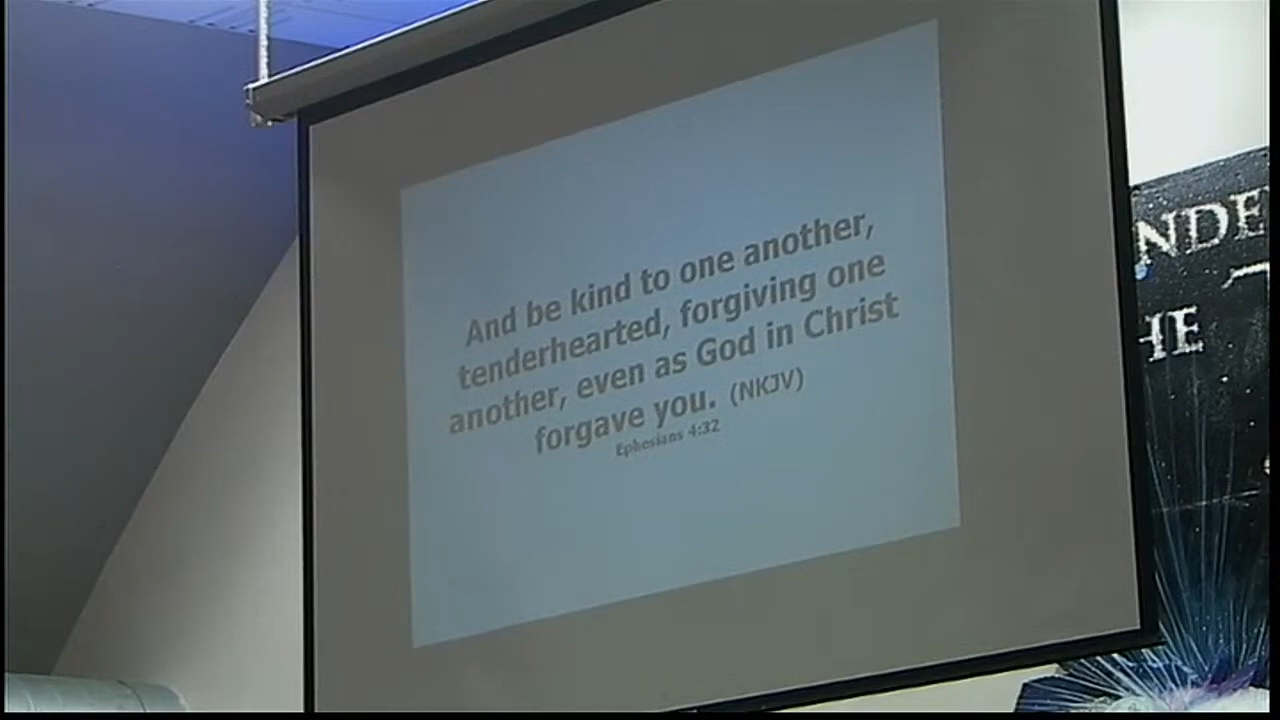 And be kind to one another,
tenderhearted, forgiving one
another, even as God in Christ
forgave you. (NKJV)
Ephesians 4:32
NDE
HE